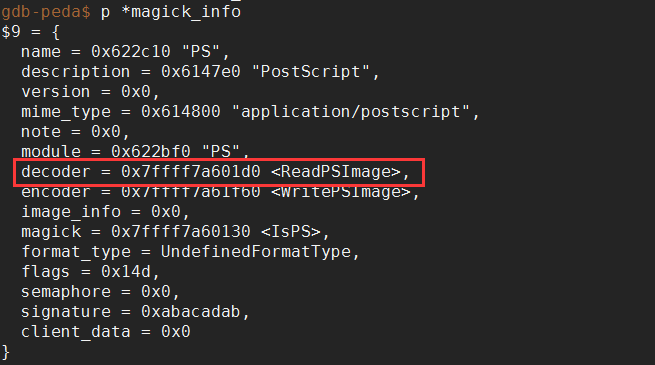 gdb-peda$ p *magick_info
$9 = {
  name = 0x622c10 "PS",
  description = 0x6147e0 "PostScript",
  version = 0x0,
  mime_type = 0x614800 "application/postscript",
  note = 0x0,
  module = 0x622bf0 "PS",
  decoder = 0x7ffff7a601d0 <ReadPSImage>,
  encoder = 0x7ffff7a61f60 <WritePSImage>,
  image_info = 0x0,
  magick = 0x7ffff7a60130 <IsPS>,
  format_type = UndefinedFormatType,
  flags = 0x14d,
  semaphore = 0x0,
  signature = 0xabacadab,
  client_data = 0x0
}